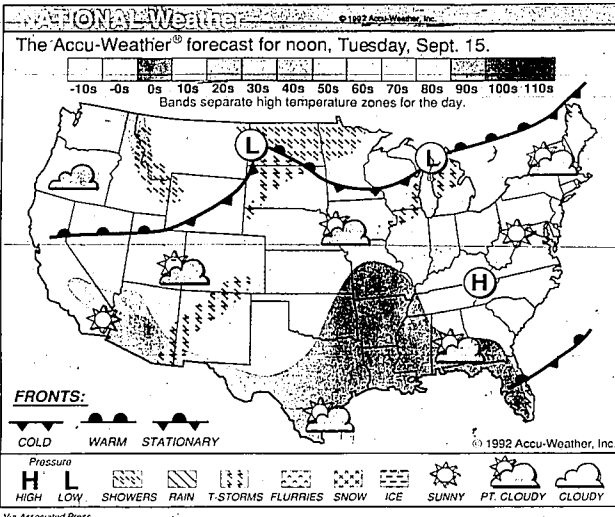 NATIONAL Weather
© 1992 Accu-Weather, Inc.
The Accu-Weather® forecast for noon, Tuesday, Sept. 15.
-10s -0s 0s 10s 20s 30s 40s 50s 60s 70s 80s 90s 100s 110s
Bands separate high temperature zones for the day.
L
L
H
FRONTS:
COLD WARM STATIONARY
© 1992 Accu-Weather, Inc.
Pressure
H L
HIGH LOW SHOWERS RAIN T-STORMS FLURRIES SNOW ICE SUNNY PT. CLOUDY CLOUDY
Via Associated Press